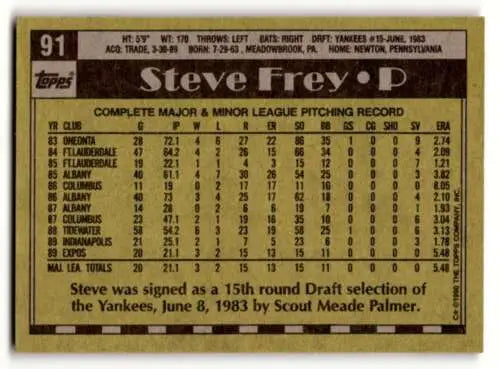 91
HT: 5'9" WT: 170 THROWS: LEFT BATS: RIGHT DRAFT: YANKEES #15-JUNE, 1983
ACQ: TRADE, 3-30-89 BORN: 7-29-63, MEADOWBROOK, PA. HOME: NEWTON, PENNSYLVANIA
TOPPS
Steve Frey • P
COMPLETE MAJOR & MINOR LEAGUE PITCHING RECORD
YR CLUB G IP W L R ER SO BB GS CG SHO SV ERA
83 ONEONTA 28 72.1 4 6 27 22 86 35 1 0 0 9 2.74
84 FT.LAUDERDALE 47 64.2 4 2 26 15 66 34 0 0 0 4 2.09
85 FT.LAUDERDALE 19 22.1 1 1 4 3 15 12 0 0 0 7 1.21
85 ALBANY 40 61.1 4 7 30 26 54 25 0 0 0 3 3.82
86 COLUMBUS 11 19 0 2 17 17 11 10 0 0 0 0 8.05
86 ALBANY 40 73 3 4 25 17 62 18 0 0 0 4 2.10
87 ALBANY 14 28 0 2 20 6 19 7 0 0 0 1 1.93
87 COLUMBUS 23 47.1 2 1 19 16 35 10 0 0 0 1 3.04
88 TIDEWATER 58 54.2 6 3 23 19 58 25 1 0 0 6 3.13
89 INDIANAPOLIS 21 25.1 2 1 7 5 23 6 0 0 0 3 1.78
89 EXPOS 20 21.1 3 2 15 13 15 11 0 0 0 0 5.48
MAJ. LEA. TOTALS 20 21.1 3 2 15 13 15 11 0 0 0 0 5.48
Steve was signed as a 15th round Draft selection of
the Yankees, June 8, 1983 by Scout Meade Palmer.
C* © 1990 THE TOPPS COMPANY, INC.